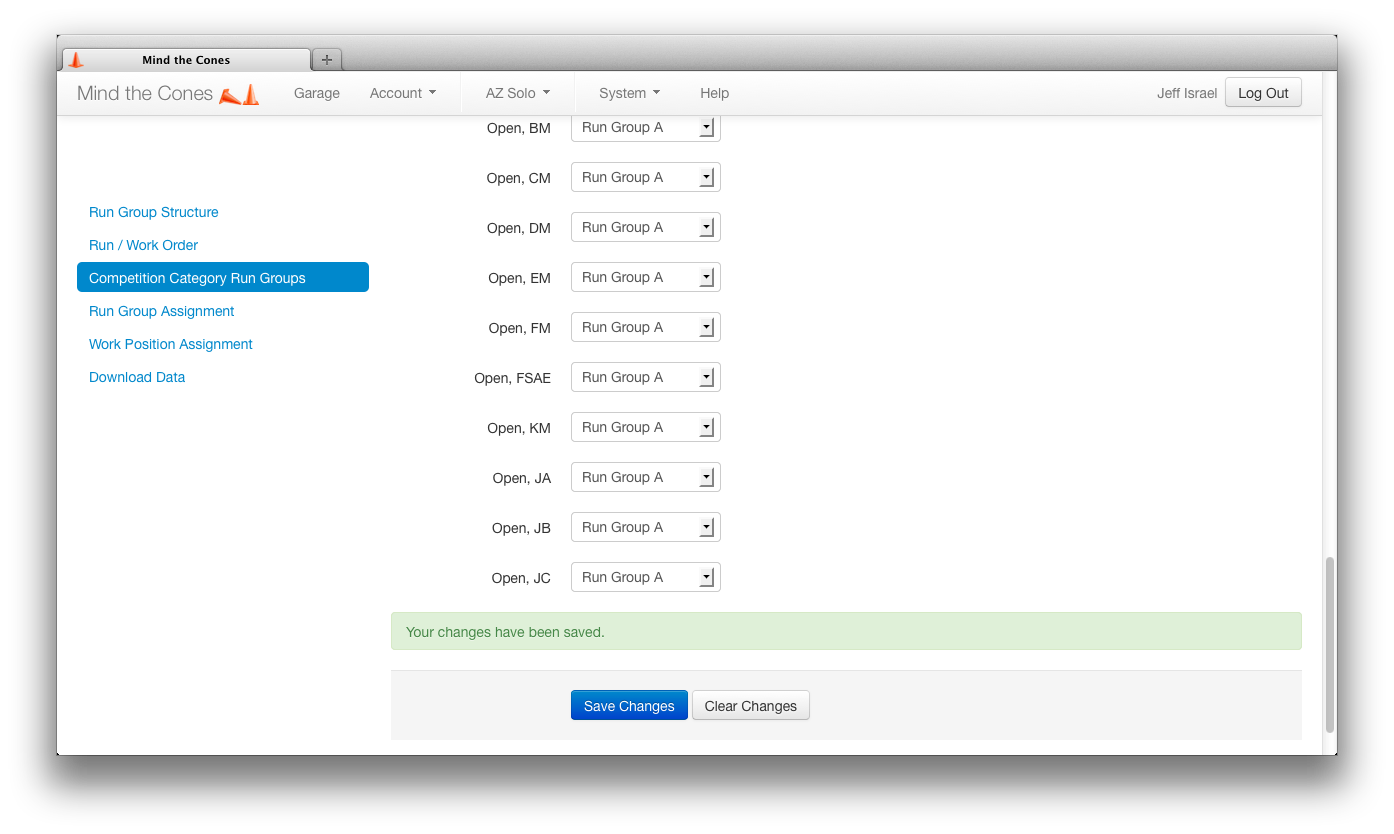 Mind the Cones
Mind the Cones Garage Account AZ Solo System Help Jeff Israel Log Out
Run Group Structure
Run / Work Order
Competition Category Run Groups
Run Group Assignment
Work Position Assignment
Download Data
Open, BM Run Group A
Open, CM Run Group A
Open, DM Run Group A
Open, EM Run Group A
Open, FM Run Group A
Open, FSAE Run Group A
Open, KM Run Group A
Open, JA Run Group A
Open, JB Run Group A
Open, JC Run Group A
Your changes have been saved.
Save Changes Clear Changes